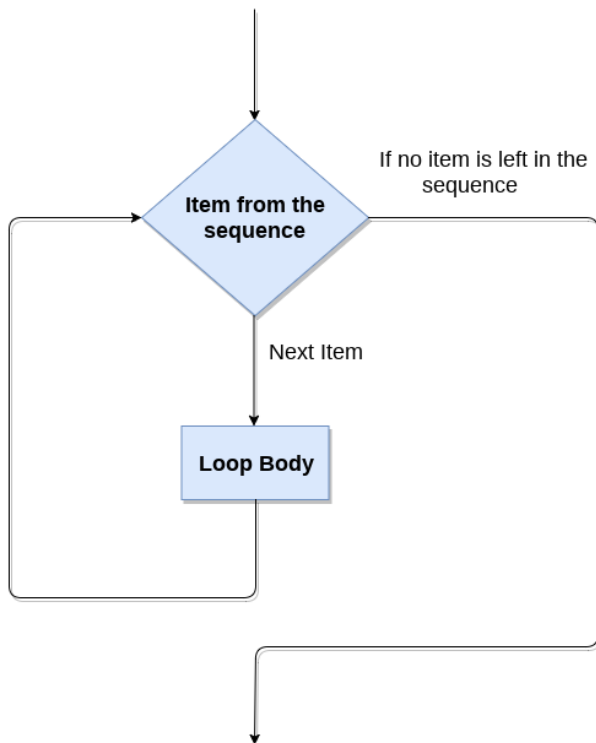 If no item is left in the
sequence
Item from the
sequence
Next Item
Loop Body